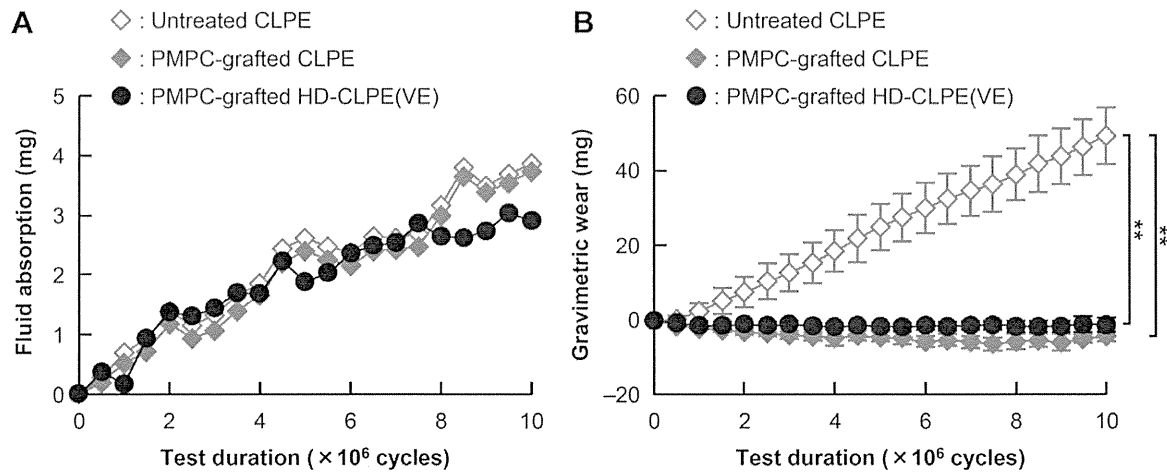 A
: Untreated CLPE
: PMPC-grafted CLPE
: PMPC-grafted HD-CLPE(VE)
Fluid absorption (mg)
5
4
3
2
1
0
0 2 4 6 8 10
Test duration (×10⁶ cycles)
B
: Untreated CLPE
: PMPC-grafted CLPE
: PMPC-grafted HD-CLPE(VE)
Gravimetric wear (mg)
60
40
20
0
–20
0 2 4 6 8 10
Test duration (×10⁶ cycles)
**
**